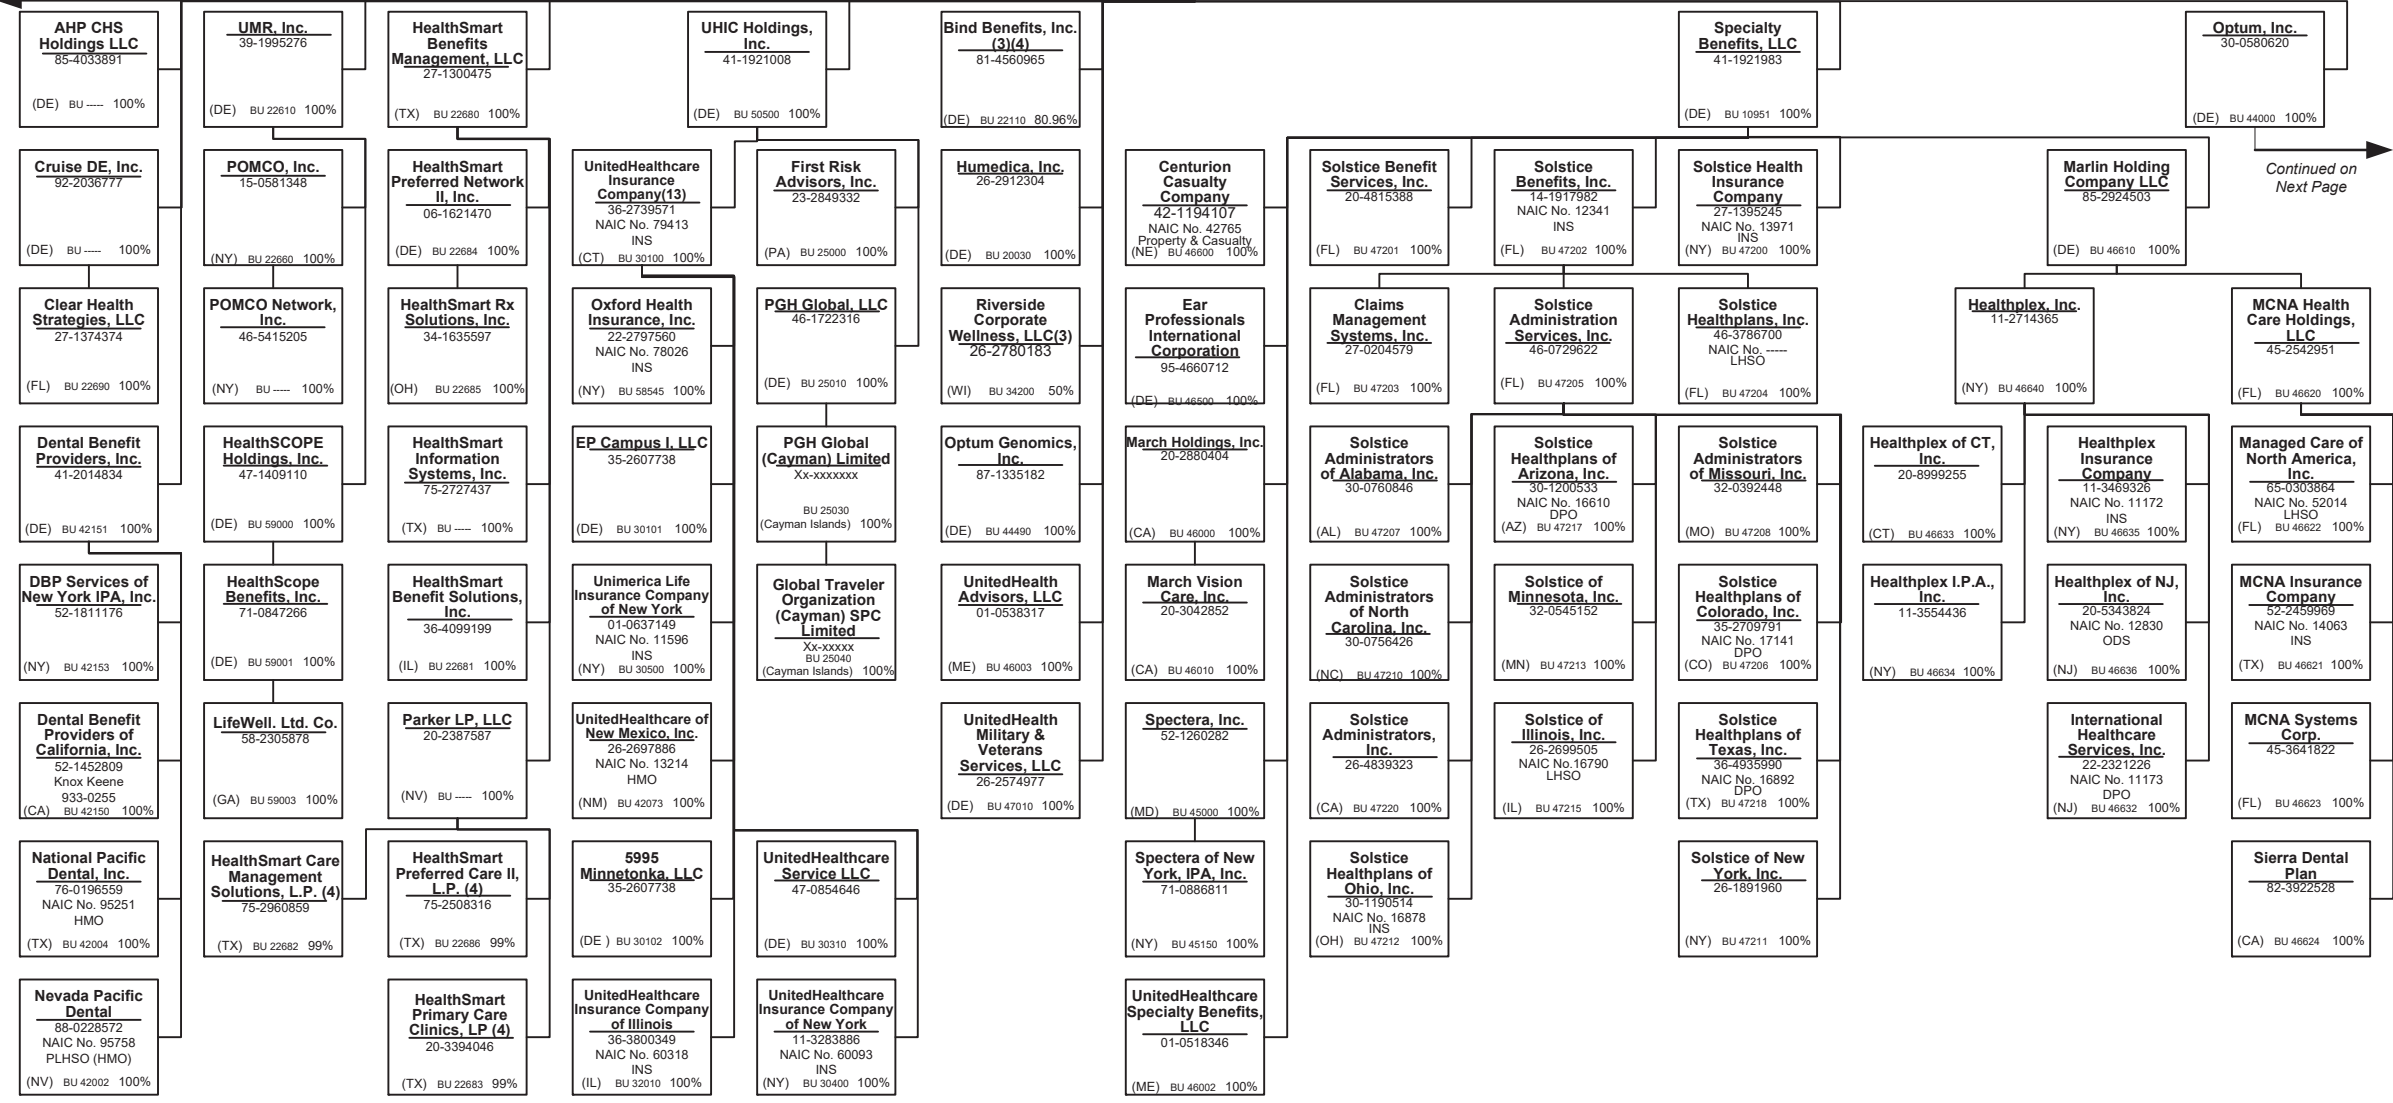 AHP CHS
Holdings LLC
85-4033891
(DE) BU ----- 100%
UMR, Inc.
39-1995276
(DE) BU 22610 100%
HealthSmart
Benefits
Management, LLC
27-1300475
(TX) BU 22680 100%
UHIC Holdings,
Inc.
41-1921008
(DE) BU 50500 100%
Bind Benefits, Inc.
(3)(4)
81-4560965
(DE) BU 22110 80.96%
Specialty
Benefits, LLC
41-1921983
(DE) BU 10951 100%
Optum, Inc.
30-0580620
(DE) BU 44000 100%
Continued on
Next Page
Cruise DE, Inc.
92-2036777
(DE) BU ----- 100%
POMCO, Inc.
15-0581348
(NY) BU 22660 100%
HealthSmart
Preferred Network
II, Inc.
06-1621470
(DE) BU 22684 100%
UnitedHealthcare
Insurance
Company(13)
36-2739571
NAIC No. 79413
INS
(CT) BU 30100 100%
First Risk
Advisors, Inc.
23-2849332
(PA) BU 25000 100%
Humedica, Inc.
26-2912304
(DE) BU 20030 100%
Centurion
Casualty
Company
42-1194107
NAIC No. 42765
Property & Casualty
(NE) BU 46600 100%
Solstice Benefit
Services, Inc.
20-4815388
(FL) BU 47201 100%
Solstice
Benefits, Inc.
14-1917982
NAIC No. 12341
INS
(FL) BU 47202 100%
Solstice Health
Insurance
Company
27-1395245
NAIC No. 13971
INS
(NY) BU 47200 100%
Marlin Holding
Company LLC
85-2924503
(DE) BU 46610 100%
Clear Health
Strategies, LLC
27-1374374
(FL) BU 22690 100%
POMCO Network,
Inc.
46-5415205
(NY) BU ----- 100%
HealthSmart Rx
Solutions, Inc.
34-1635597
(OH) BU 22685 100%
Oxford Health
Insurance, Inc.
22-2797560
NAIC No. 78026
INS
(NY) BU 58545 100%
PGH Global, LLC
46-1722316
(DE) BU 25010 100%
Riverside
Corporate
Wellness, LLC(3)
26-2780183
(WI) BU 34200 50%
Ear
Professionals
International
Corporation
95-4660712
(DE) BU 46500 100%
Claims
Management
Systems, Inc.
27-0204579
(FL) BU 47203 100%
Solstice
Administration
Services, Inc.
46-0729622
(FL) BU 47205 100%
Solstice
Healthplans, Inc.
46-3786700
NAIC No. -----
LHSO
(FL) BU 47204 100%
Healthplex, Inc.
11-2714365
(NY) BU 46640 100%
MCNA Health
Care Holdings,
LLC
45-2542951
(FL) BU 46620 100%
Dental Benefit
Providers, Inc.
41-2014834
(DE) BU 42151 100%
HealthSCOPE
Holdings, Inc.
47-1409110
(DE) BU 59000 100%
HealthSmart
Information
Systems, Inc.
75-2727437
(TX) BU ----- 100%
EP Campus I, LLC
35-2607738
(DE) BU 30101 100%
PGH Global
(Cayman) Limited
Xx-xxxxxxx
BU 25030
(Cayman Islands) 100%
Optum Genomics,
Inc.
87-1335182
(DE) BU 44490 100%
March Holdings, Inc.
20-2880404
(CA) BU 46000 100%
Solstice
Administrators
of Alabama, Inc.
30-0760846
(AL) BU 47207 100%
Solstice
Healthplans of
Arizona, Inc.
30-1200533
NAIC No. 16610
DPO
(AZ) BU 47217 100%
Solstice
Administrators
of Missouri, Inc.
32-0392448
(MO) BU 47208 100%
Healthplex of CT,
Inc.
20-8999255
(CT) BU 46633 100%
Healthplex
Insurance
Company
11-3469326
NAIC No. 11172
INS
(NY) BU 46635 100%
Managed Care of
North America,
Inc.
65-0303864
NAIC No. 52014
LHSO
(FL) BU 46622 100%
DBP Services of
New York IPA, Inc.
52-1811176
(NY) BU 42153 100%
HealthScope
Benefits, Inc.
71-0847266
(DE) BU 59001 100%
HealthSmart
Benefit Solutions,
Inc.
36-4099199
(IL) BU 22681 100%
Unimerica Life
Insurance Company
of New York
01-0637149
NAIC No. 11596
INS
(NY) BU 30500 100%
Global Traveler
Organization
(Cayman) SPC
Limited
Xx-xxxxx
BU 25040
(Cayman Islands) 100%
UnitedHealth
Advisors, LLC
01-0538317
(ME) BU 46003 100%
March Vision
Care, Inc.
20-3042852
(CA) BU 46010 100%
Solstice
Administrators
of North
Carolina, Inc.
30-0756426
(NC) BU 47210 100%
Solstice of
Minnesota, Inc.
32-0545152
(MN) BU 47213 100%
Solstice
Healthplans of
Colorado, Inc.
35-2709791
NAIC No. 17141
DPO
(CO) BU 47206 100%
Healthplex I.P.A.,
Inc.
11-3554436
(NY) BU 46634 100%
Healthplex of NJ,
Inc.
20-5343824
NAIC No. 12830
ODS
(NJ) BU 46636 100%
MCNA Insurance
Company
52-2459969
NAIC No. 14063
INS
(TX) BU 46621 100%
Dental Benefit
Providers of
California, Inc.
52-1452809
Knox Keene
933-0255
(CA) BU 42150 100%
LifeWell. Ltd. Co.
58-2305878
(GA) BU 59003 100%
Parker LP, LLC
20-2387587
(NV) BU ----- 100%
UnitedHealthcare of
New Mexico, Inc.
26-2697886
NAIC No. 13214
HMO
(NM) BU 42073 100%
UnitedHealth
Military &
Veterans
Services, LLC
26-2574977
(DE) BU 47010 100%
Spectera, Inc.
52-1260282
(MD) BU 45000 100%
Solstice
Administrators,
Inc.
26-4839323
(CA) BU 47220 100%
Solstice of
Illinois, Inc.
26-2699505
NAIC No.16790
LHSO
(IL) BU 47215 100%
Solstice
Healthplans of
Texas, Inc.
36-4935990
NAIC No. 16892
DPO
(TX) BU 47218 100%
International
Healthcare
Services, Inc.
22-2321226
NAIC No. 11173
DPO
(NJ) BU 46632 100%
MCNA Systems
Corp.
45-3641822
(FL) BU 46623 100%
National Pacific
Dental, Inc.
76-0196559
NAIC No. 95251
HMO
(TX) BU 42004 100%
HealthSmart Care
Management
Solutions, L.P. (4)
75-2960859
(TX) BU 22682 99%
HealthSmart
Preferred Care II,
L.P. (4)
75-2508316
(TX) BU 22686 99%
5995
Minnetonka, LLC
35-2607738
(DE ) BU 30102 100%
UnitedHealthcare
Service LLC
47-0854646
(DE) BU 30310 100%
Spectera of New
York, IPA, Inc.
71-0886811
(NY) BU 45150 100%
Solstice
Healthplans of
Ohio, Inc.
30-1190514
NAIC No. 16878
INS
(OH) BU 47212 100%
Solstice of New
York, Inc.
26-1891960
(NY) BU 47211 100%
Sierra Dental
Plan
82-3922528
(CA) BU 46624 100%
Nevada Pacific
Dental
88-0228572
NAIC No. 95758
PLHSO (HMO)
(NV) BU 42002 100%
HealthSmart
Primary Care
Clinics, LP (4)
20-3394046
(TX) BU 22683 99%
UnitedHealthcare
Insurance Company
of Illinois
36-3800349
NAIC No. 60318
INS
(IL) BU 32010 100%
UnitedHealthcare
Insurance Company
of New York
11-3283886
NAIC No. 60093
INS
(NY) BU 30400 100%
UnitedHealthcare
Specialty Benefits,
LLC
01-0518346
(ME) BU 46002 100%